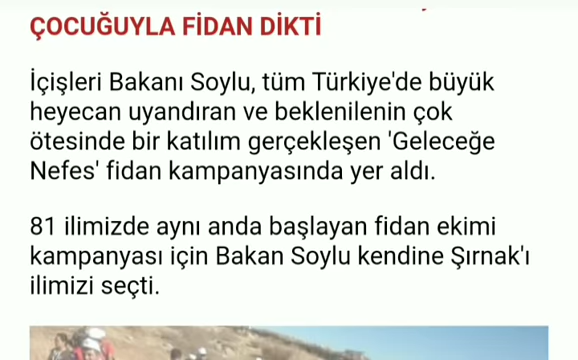 ÇOCUĞUYLA FİDAN DİKTİ
İçişleri Bakanı Soylu, tüm Türkiye'de büyük
heyecan uyandıran ve beklenilenin çok
ötesinde bir katılım gerçekleşen 'Geleceğe
Nefes' fidan kampanyasında yer aldı.
81 ilimizde aynı anda başlayan fidan ekimi
kampanyası için Bakan Soylu kendine Şırnak'ı
ilimizi seçti.